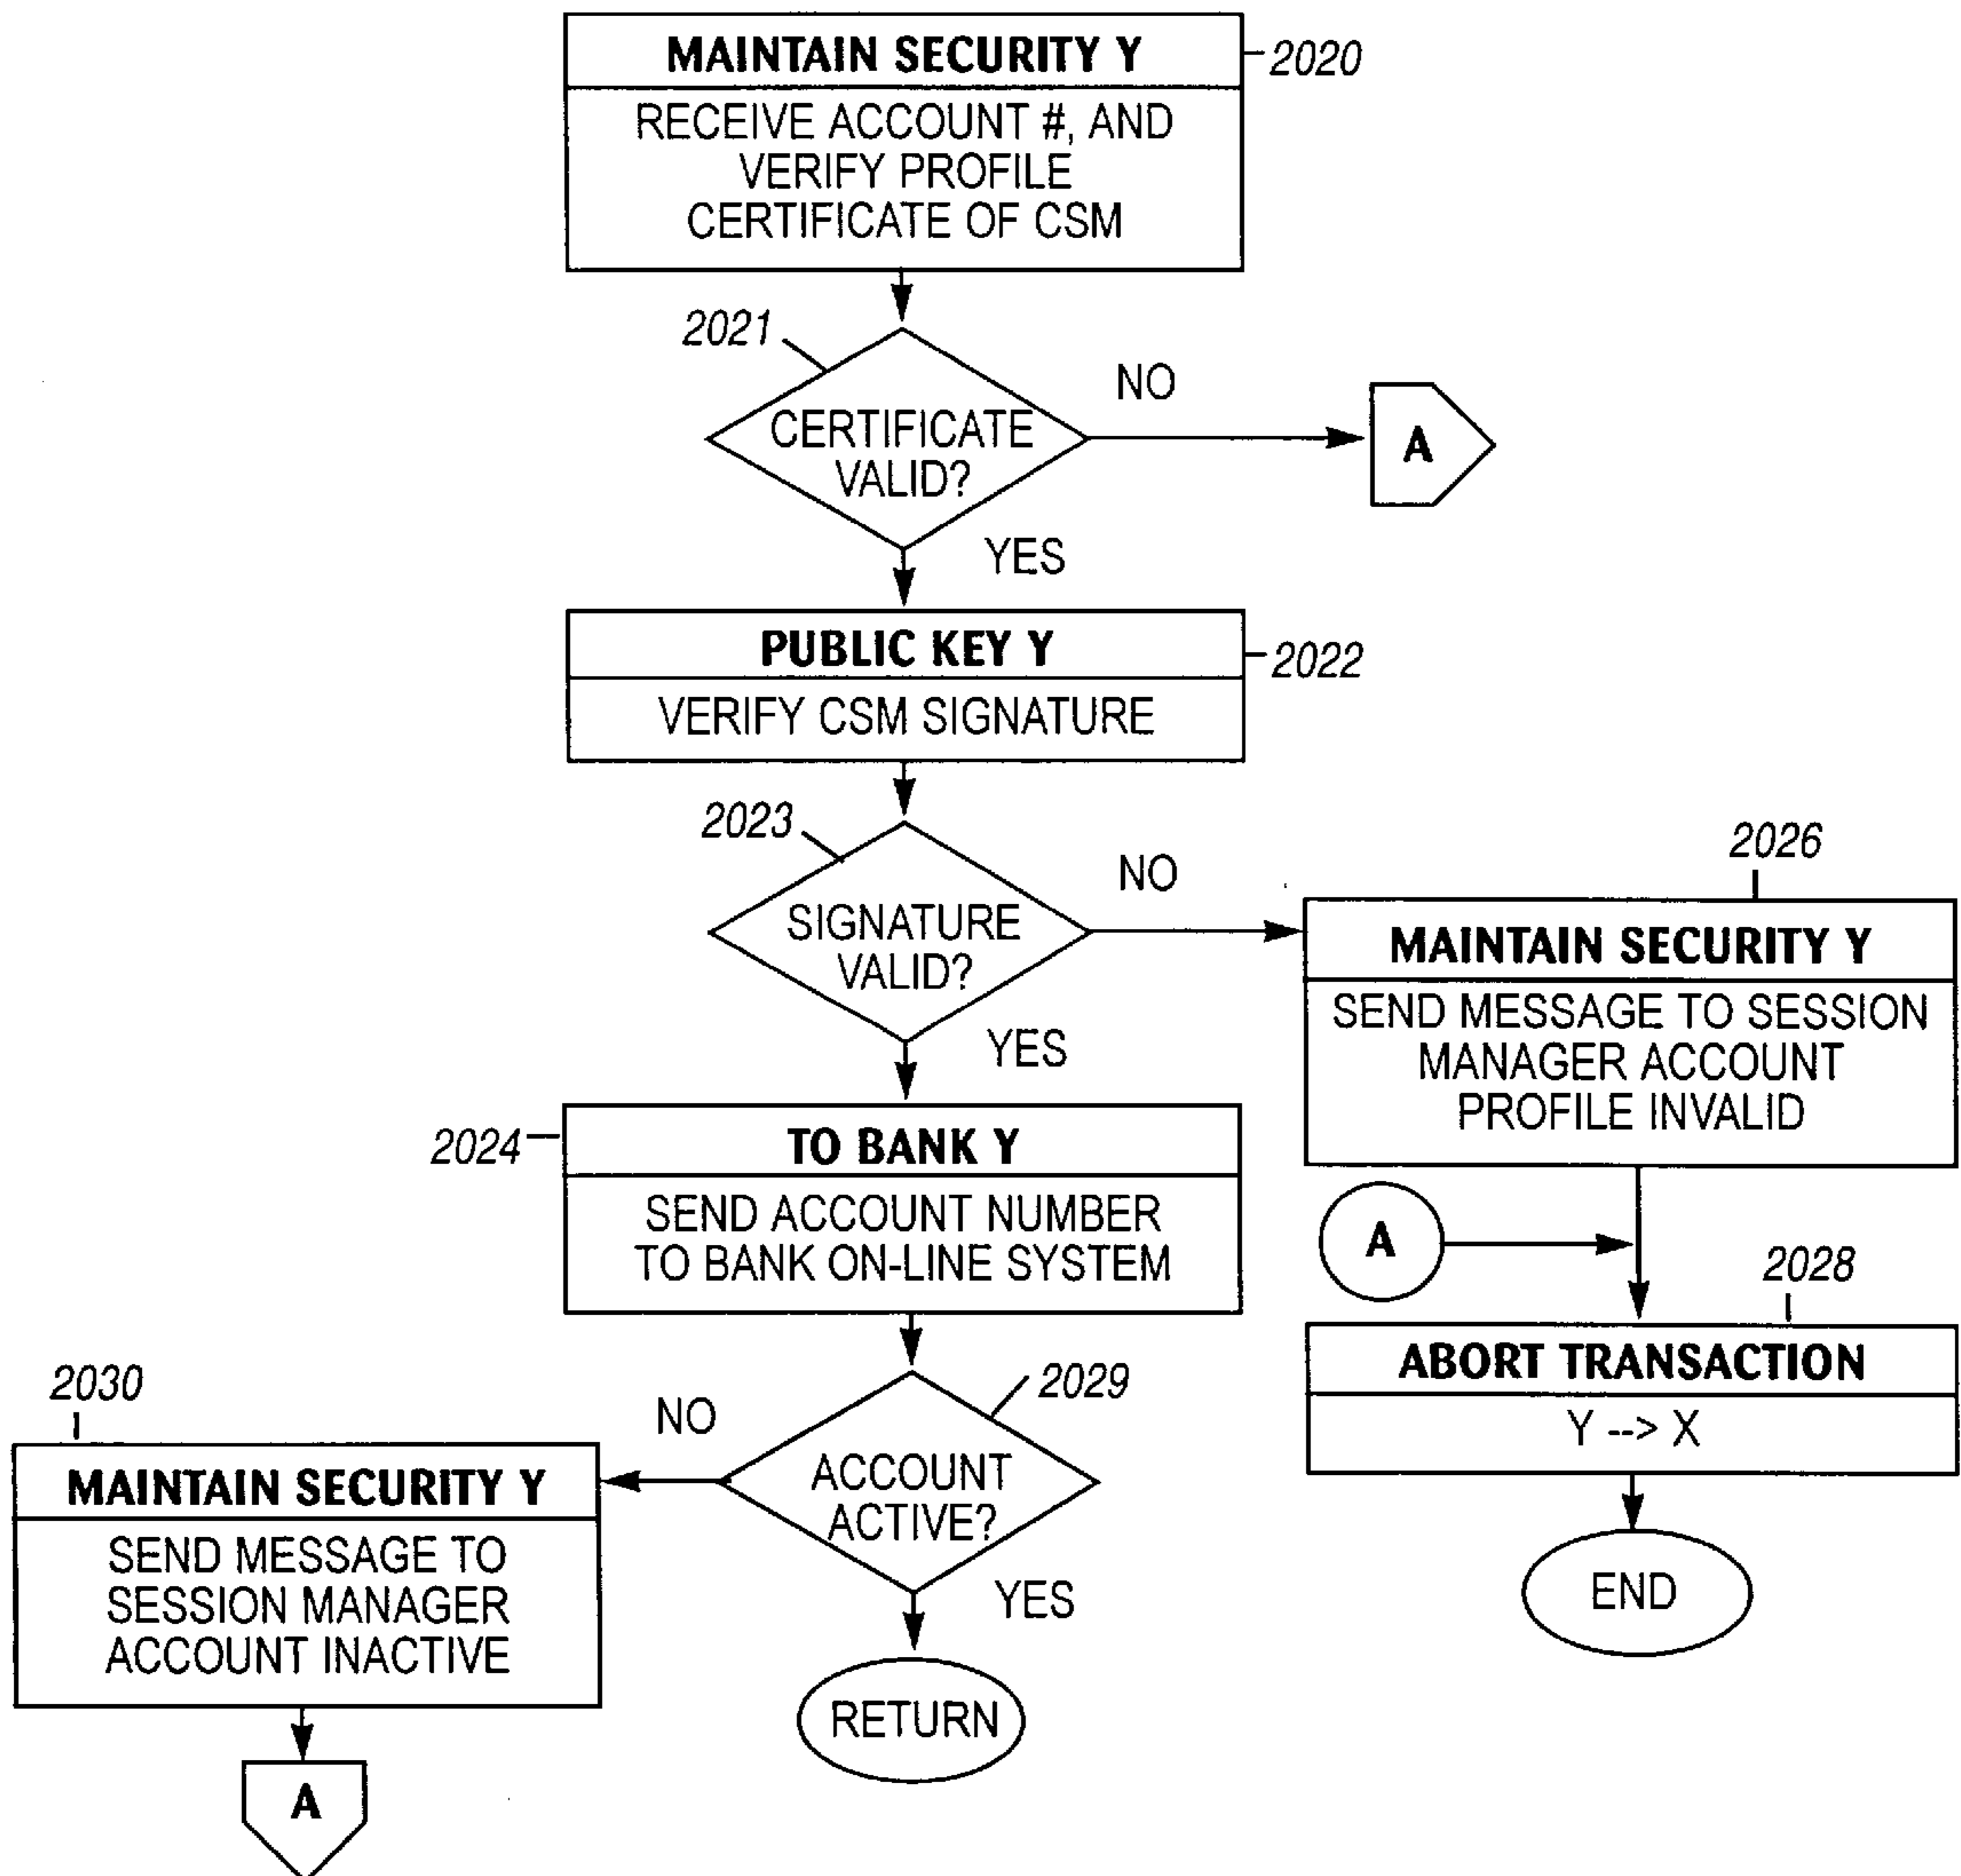 MAINTAIN SECURITY Y
2020
RECEIVE ACCOUNT #, AND
VERIFY PROFILE
CERTIFICATE OF CSM
2021
CERTIFICATE
VALID?
NO
A
YES
PUBLIC KEY Y
2022
VERIFY CSM SIGNATURE
2023
SIGNATURE
VALID?
NO
YES
2026
MAINTAIN SECURITY Y
SEND MESSAGE TO SESSION
MANAGER ACCOUNT
PROFILE INVALID
2024
TO BANK Y
SEND ACCOUNT NUMBER
TO BANK ON-LINE SYSTEM
A
2028
ABORT TRANSACTION
Y --> X
END
2029
ACCOUNT
ACTIVE?
NO
YES
RETURN
2030
MAINTAIN SECURITY Y
SEND MESSAGE TO
SESSION MANAGER
ACCOUNT INACTIVE
A